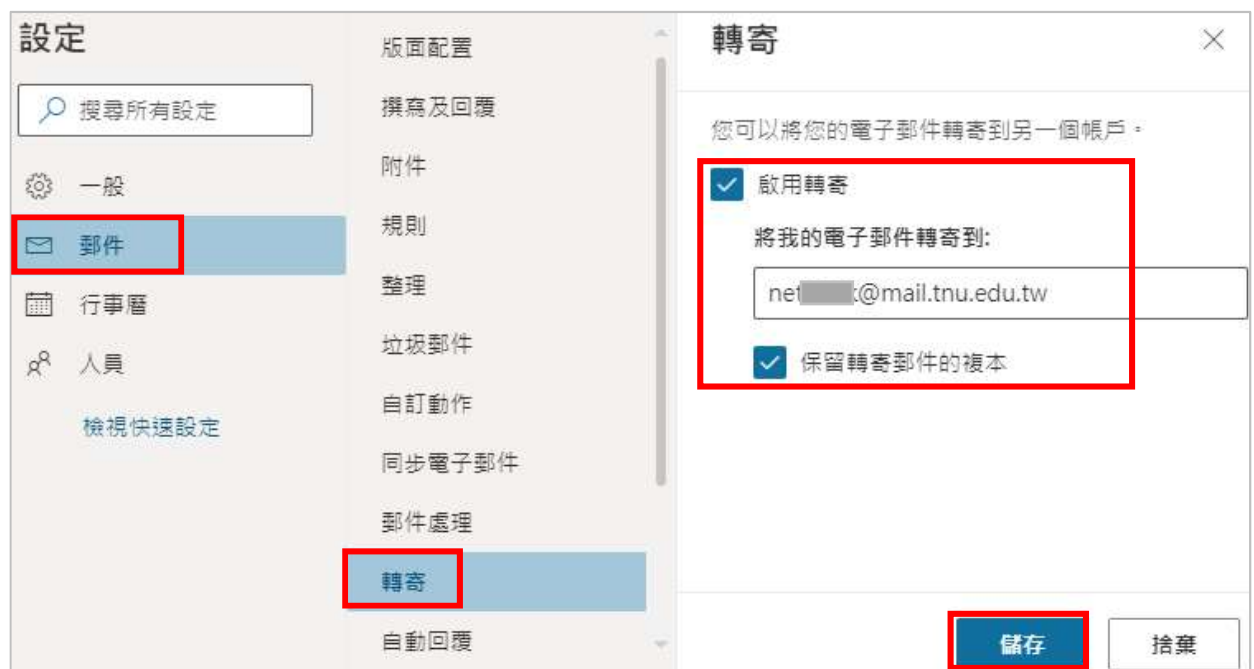 設定
搜尋所有設定
一般
郵件
行事曆
人員
檢視快速設定
版面配置
撰寫及回覆
附件
規則
整理
垃圾郵件
自訂動作
同步電子郵件
郵件處理
轉寄
自動回覆
轉寄
您可以將您的電子郵件轉寄到另一個帳戶。
啟用轉寄
將我的電子郵件轉寄到:
@mail.tnu.edu.tw
保留轉寄郵件的複本
儲存
捨棄